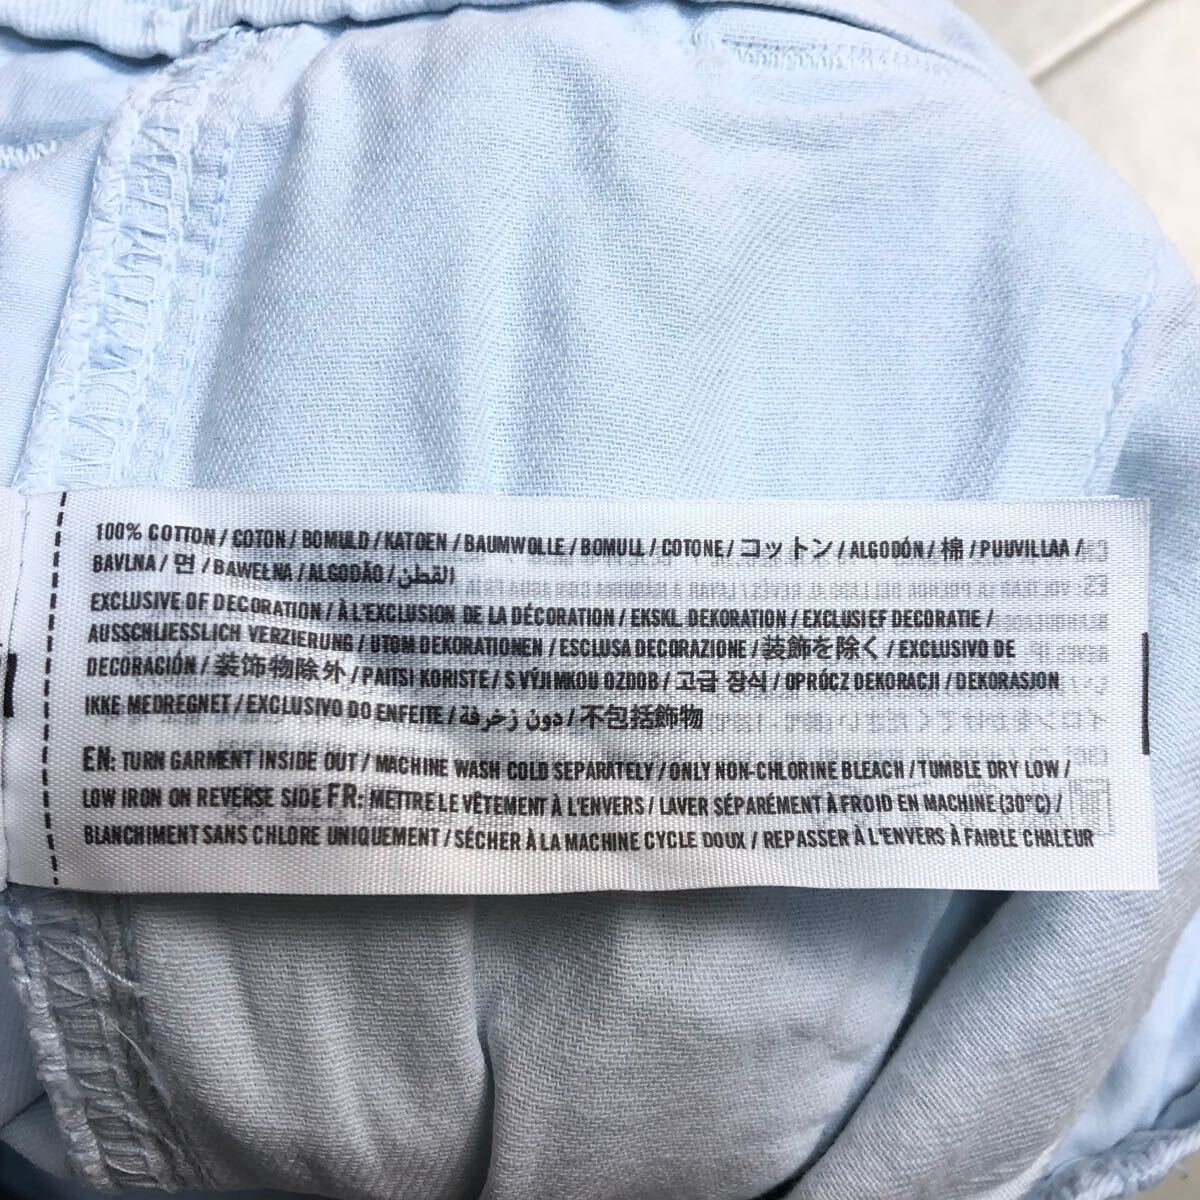 100% COTTON / COTON / BOMULD / KATOEN / BAUMWOLLE / BOMULL / COTONE / コットン / ALGODÓN / 棉 / PUUVILLAA /
BAVLNA / 면 / BAWEŁNA / ALGODÃO / القطن
EXCLUSIVE OF DECORATION / À L'EXCLUSION DE LA DÉCORATION / EKSKL. DEKORATION / EXCLUSIEF DECORATIE /
AUSSCHLIESSLICH VERZIERUNG / UTOM DEKORATIONEN / ESCLUSA DECORAZIONE / 装飾を除く / EXCLUSIVO DE
DECORACIÓN / 装饰物除外 / PAITSI KORISTE / S VÝJIMKOU OZDOB / 고급 장식 / OPRÓCZ DEKORACJI / DEKORASJON
IKKE MEDREGNET / EXCLUSIVO DO ENFEITE / دون زخرفة / 不包括飾物
EN: TURN GARMENT INSIDE OUT / MACHINE WASH COLD SEPARATELY / ONLY NON-CHLORINE BLEACH / TUMBLE DRY LOW /
LOW IRON ON REVERSE SIDE FR: METTRE LE VÊTEMENT À L'ENVERS / LAVER SÉPARÉMENT À FROID EN MACHINE (30°C) /
BLANCHIMENT SANS CHLORE UNIQUEMENT / SÉCHER À LA MACHINE CYCLE DOUX / REPASSER À L'ENVERS À FAIBLE CHALEUR